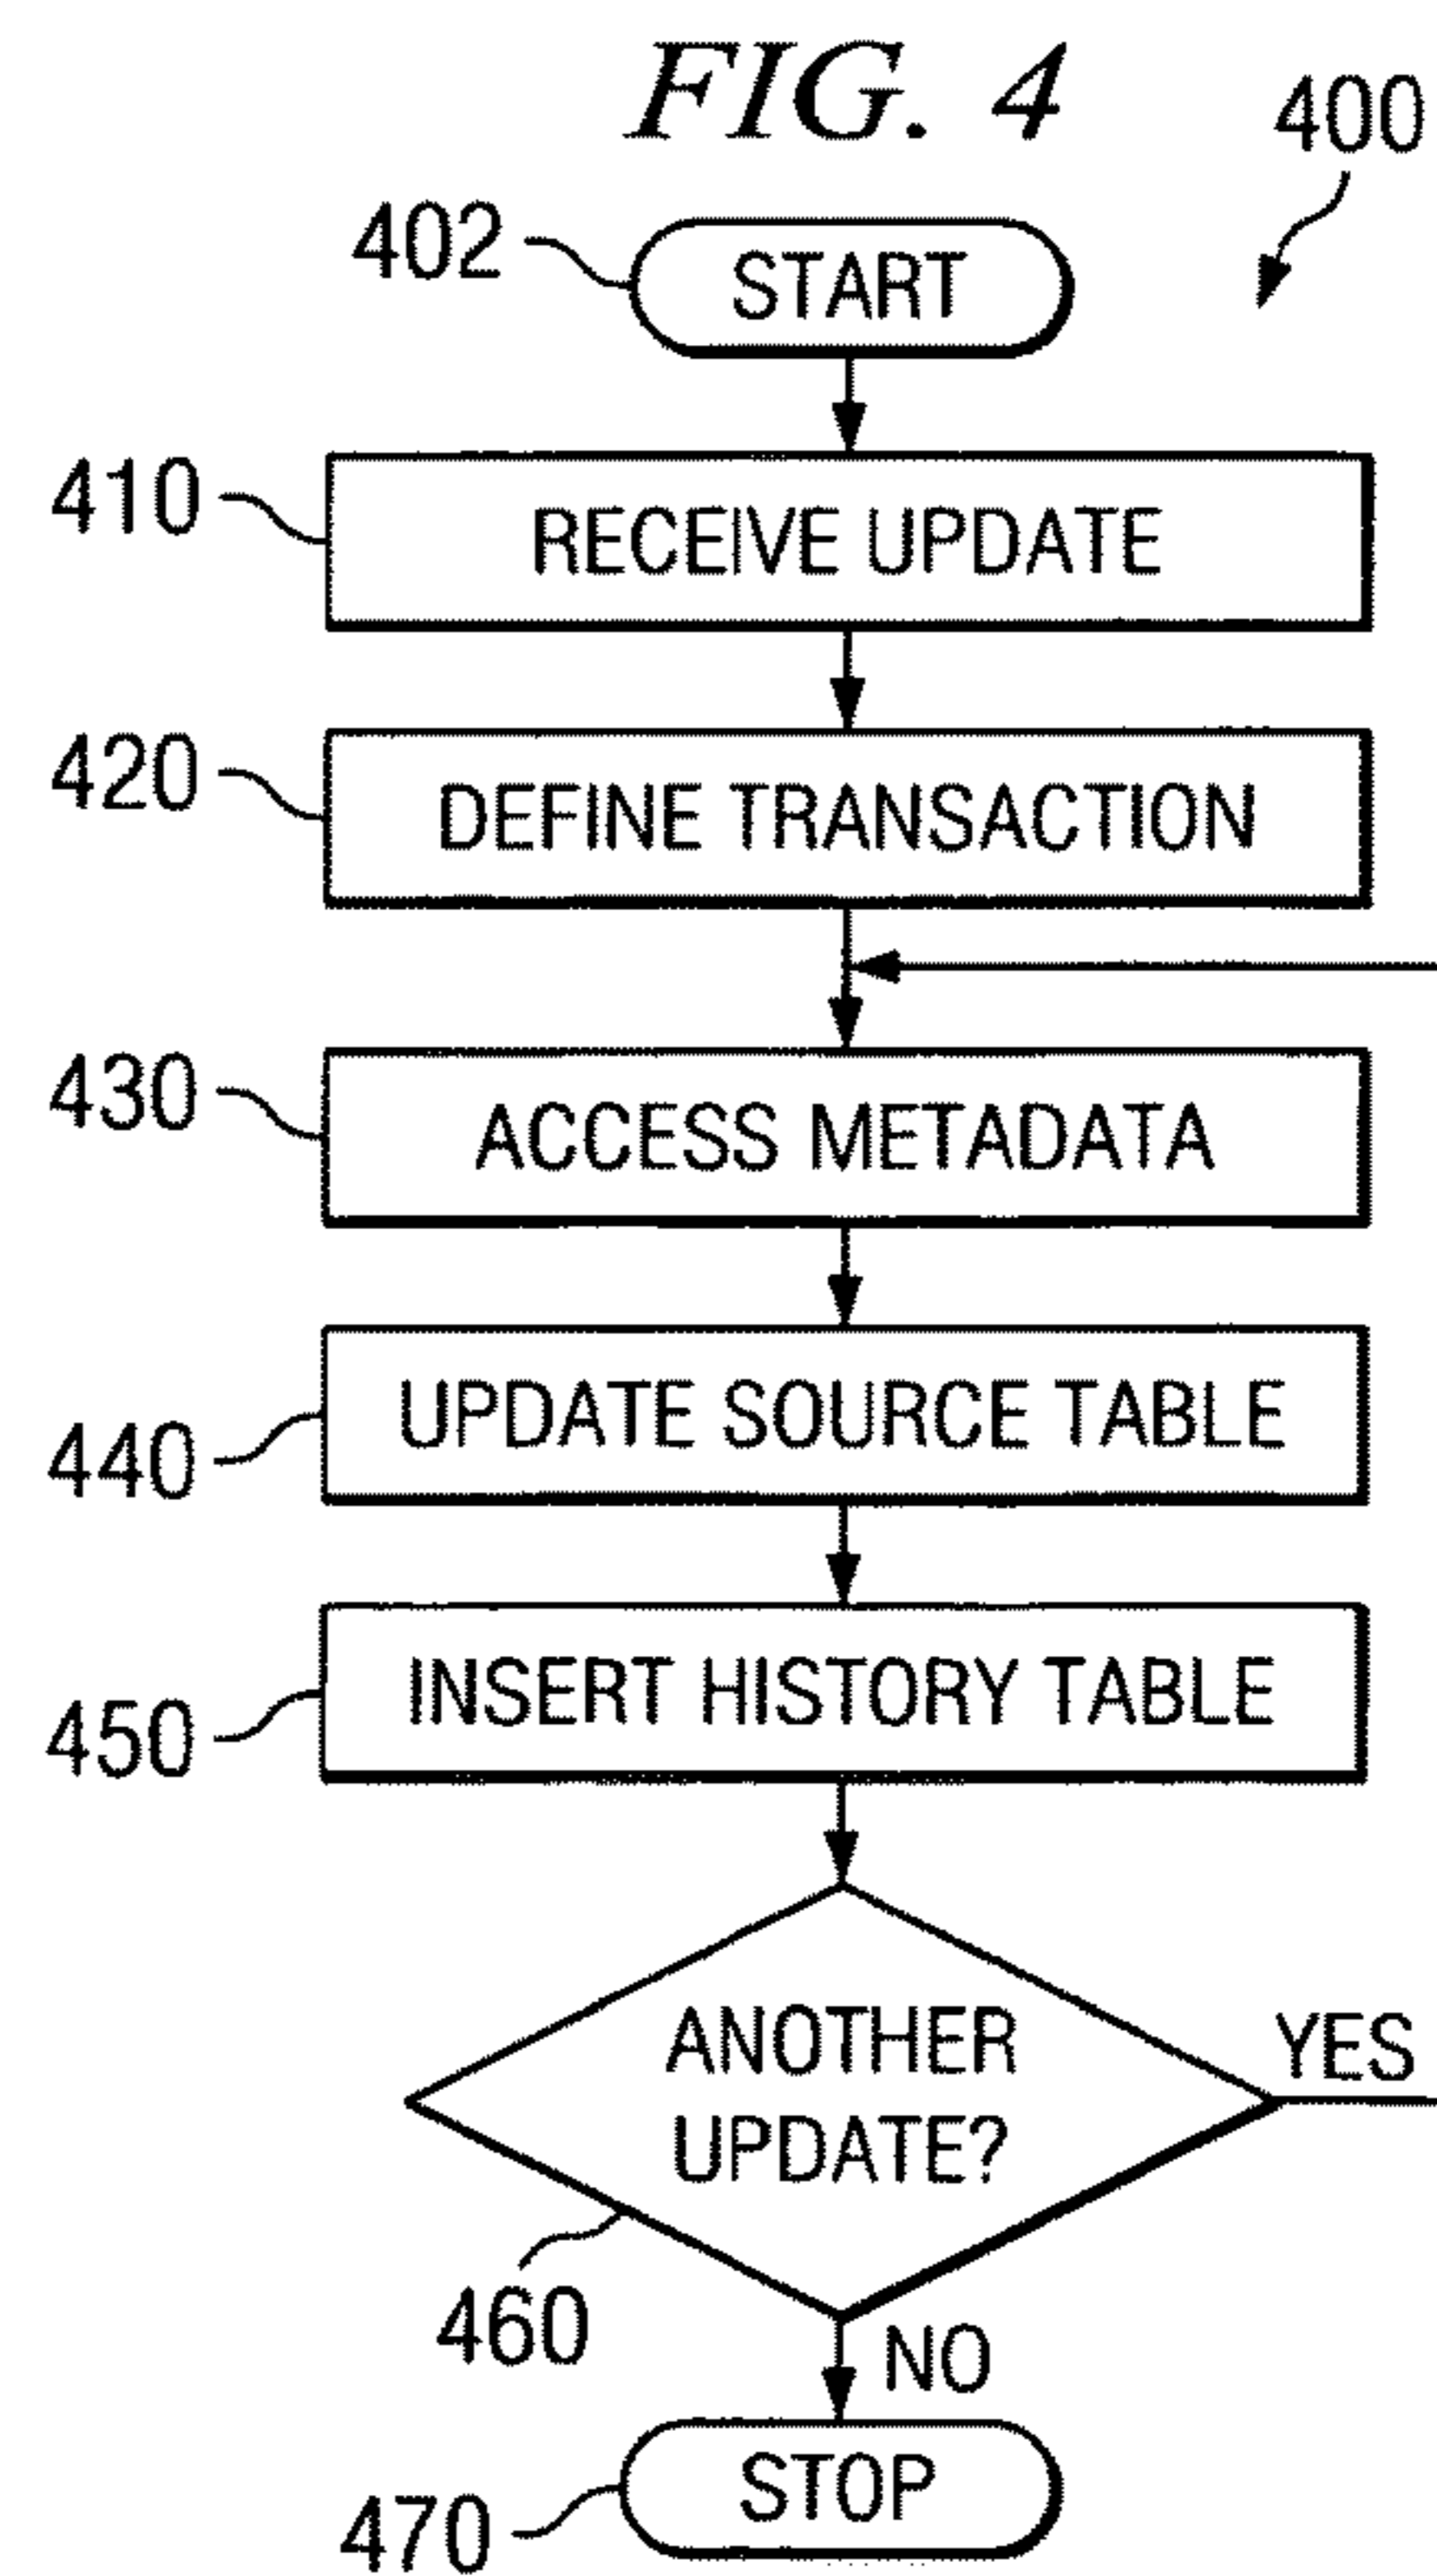 FIG. 4
400
402
START
410
RECEIVE UPDATE
420
DEFINE TRANSACTION
430
ACCESS METADATA
440
UPDATE SOURCE TABLE
450
INSERT HISTORY TABLE
ANOTHER
UPDATE?
YES
460
NO
470
STOP